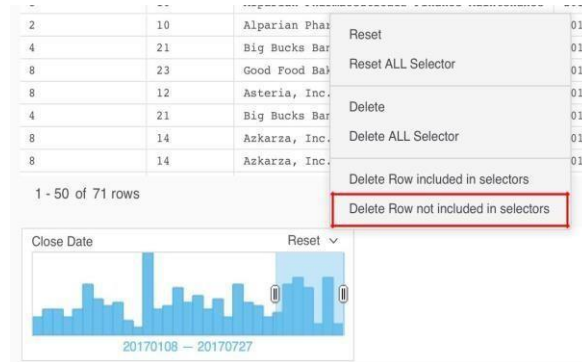 2 10 Alparian Phar
4 21 Big Bucks Bar
8 23 Good Food Bak
8 12 Asteria, Inc.
4 21 Big Bucks Bar
8 14 Azkarza, Inc.
8 14 Azkarza, Inc.
Reset
Reset ALL Selector
Delete
Delete ALL Selector
Delete Row included in selectors
Delete Row not included in selectors
1 - 50 of 71 rows
Close Date Reset
20170108 — 20170727